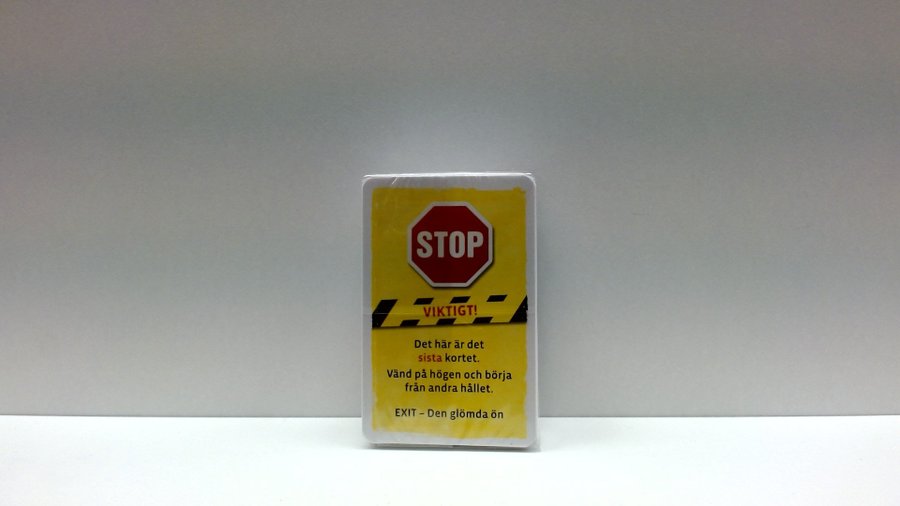 STOP
VIKTIGT!
Det här är det
sista kortet.
Vänd på högen och börja
från andra hållet.
EXIT – Den glömda ön